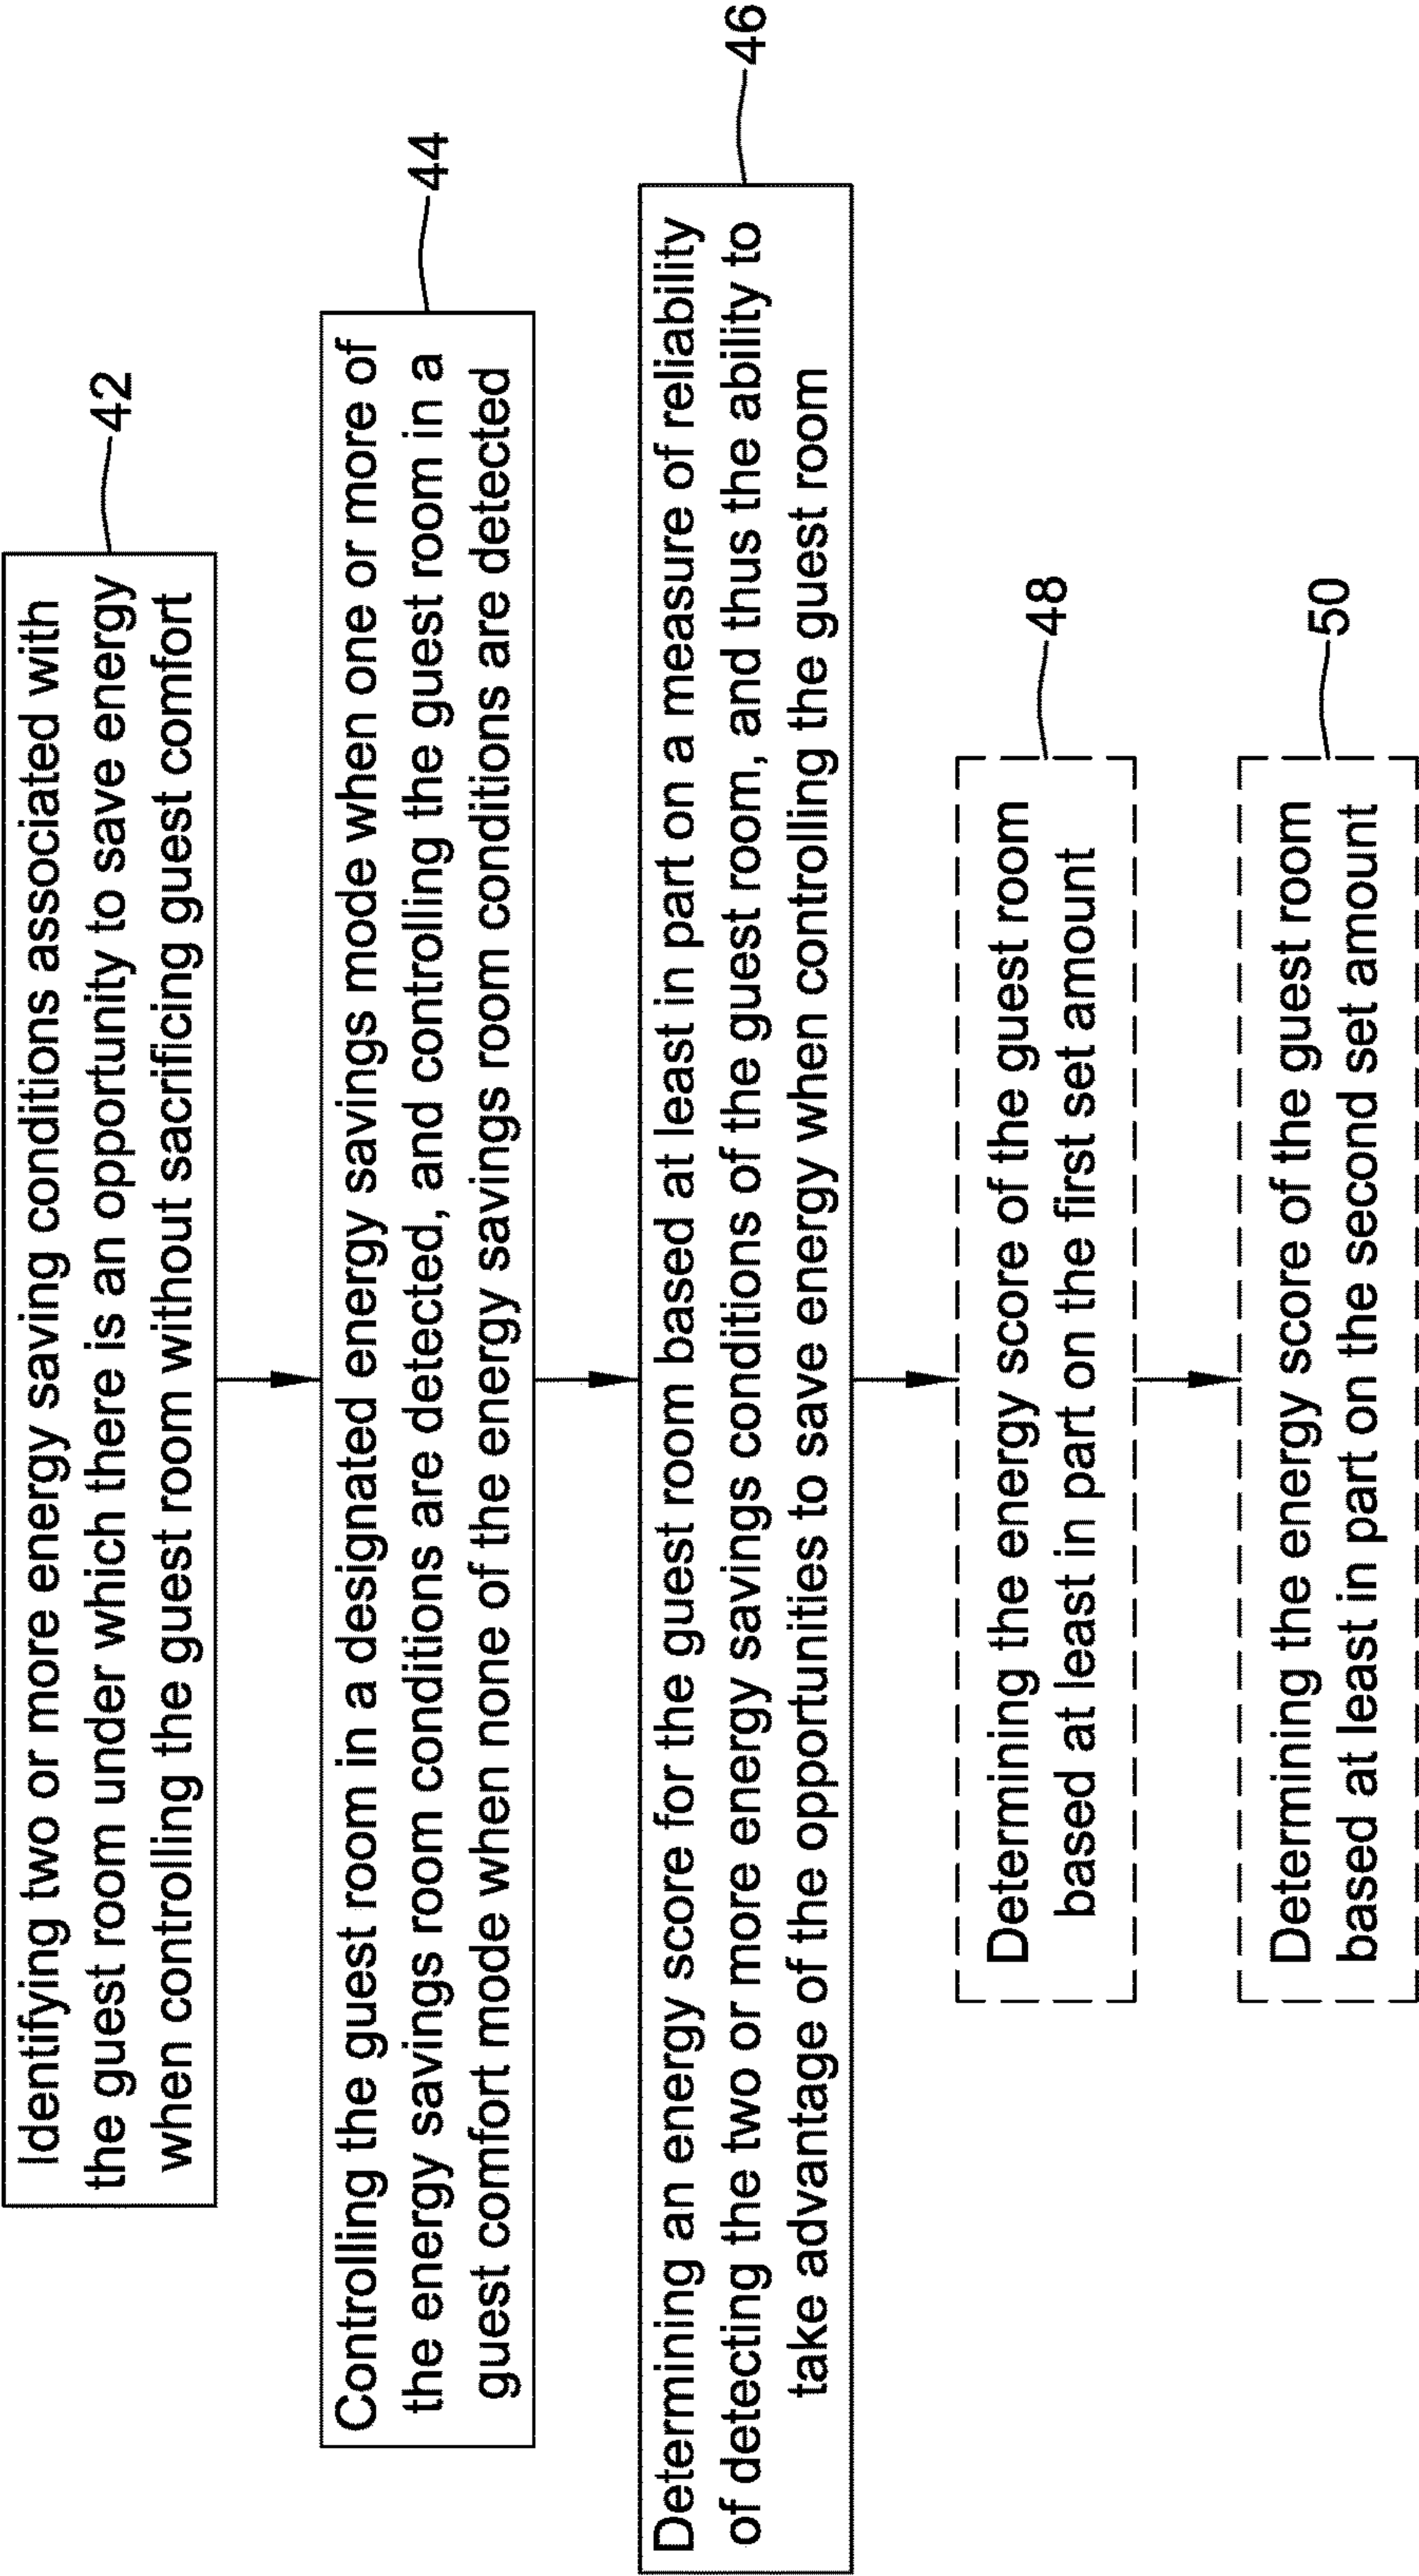 Identifying two or more energy saving conditions associated with
the guest room under which there is an opportunity to save energy
when controlling the guest room without sacrificing guest comfort
42
Controlling the guest room in a designated energy savings mode when one or more of
the energy savings room conditions are detected, and controlling the guest room in a
guest comfort mode when none of the energy savings room conditions are detected
44
Determining an energy score for the guest room based at least in part on a measure of reliability
of detecting the two or more energy savings conditions of the guest room, and thus the ability to
take advantage of the opportunities to save energy when controlling the guest room
46
Determining the energy score of the guest room
based at least in part on the first set amount
48
Determining the energy score of the guest room
based at least in part on the second set amount
50